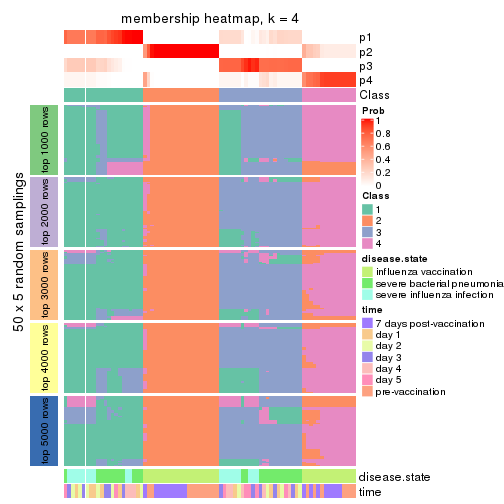 membership heatmap, k = 4
p1
p2
p3
p4
Class
50 x 5 random samplings
top 1000 rows
top 2000 rows
top 3000 rows
top 4000 rows
top 5000 rows
disease.state
time
Prob
1
0.8
0.6
0.4
0.2
0
Class
1
2
3
4
disease.state
influenza vaccination
severe bacterial pneumonia
severe influenza infection
time
7 days post-vaccination
day 1
day 2
day 3
day 4
day 5
pre-vaccination